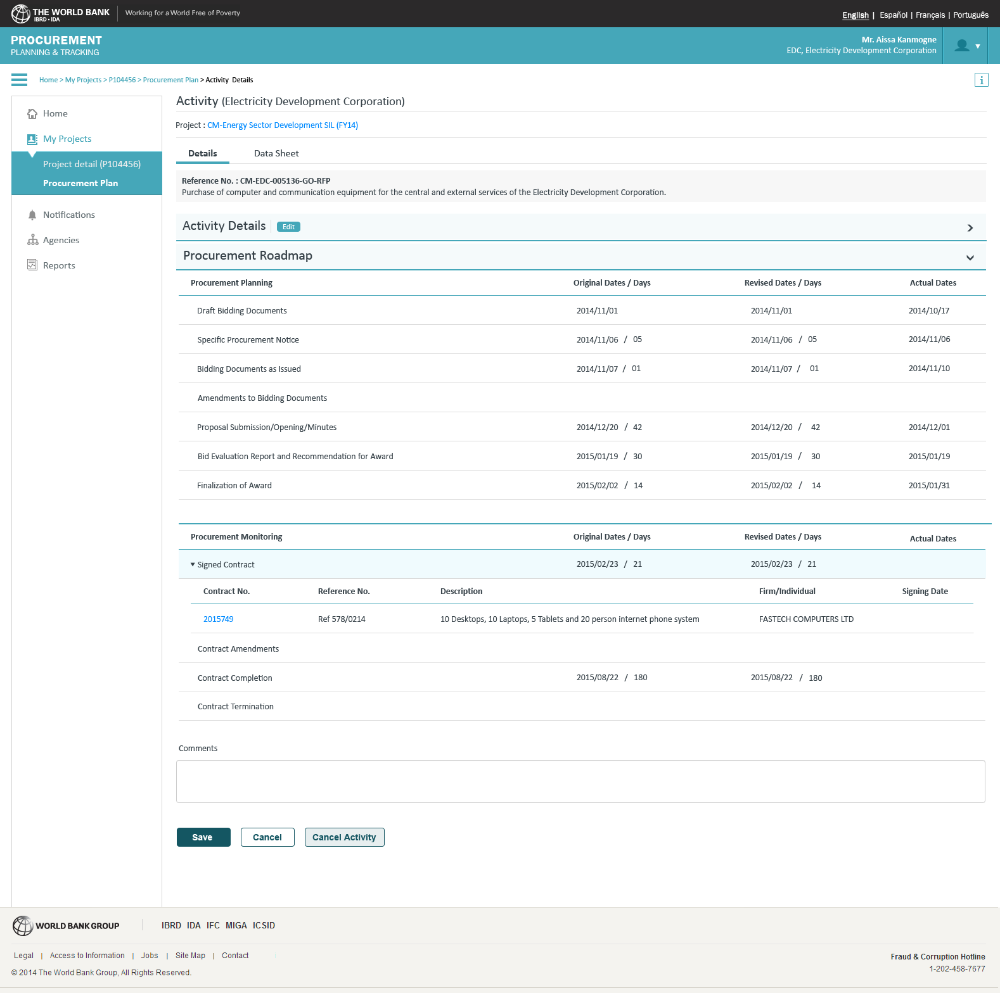 THE WORLD BANK
IBRD • IDA
Working for a World Free of Poverty
English | Español | Français | Português
PROCUREMENT
PLANNING & TRACKING
Mr. Aissa Kanmogne
EDC, Electricity Development Corporation
Home > My Projects > P104456 > Procurement Plan > Activity Details
i
Home
My Projects
Project detail (P104456)
Procurement Plan
Notifications
Agencies
Reports
Activity (Electricity Development Corporation)
Project : CM-Energy Sector Development SIL (FY14)
Details Data Sheet
Reference No. : CM-EDC-005136-GO-RFP
Purchase of computer and communication equipment for the central and external services of the Electricity Development Corporation.
Activity Details Edit
Procurement Roadmap
Procurement Planning Original Dates / Days Revised Dates / Days Actual Dates
Draft Bidding Documents 2014/11/01 2014/11/01 2014/10/17
Specific Procurement Notice 2014/11/06 / 05 2014/11/06 / 05 2014/11/06
Bidding Documents as Issued 2014/11/07 / 01 2014/11/07 / 01 2014/11/10
Amendments to Bidding Documents
Proposal Submission/Opening/Minutes 2014/12/20 / 42 2014/12/20 / 42 2014/12/01
Bid Evaluation Report and Recommendation for Award 2015/01/19 / 30 2015/01/19 / 30 2015/01/19
Finalization of Award 2015/02/02 / 14 2015/02/02 / 14 2015/01/31
Procurement Monitoring Original Dates / Days Revised Dates / Days Actual Dates
Signed Contract 2015/02/23 / 21 2015/02/23 / 21
Contract No. Reference No. Description Firm/Individual Signing Date
2015749 Ref 578/0214 10 Desktops, 10 Laptops, 5 Tablets and 20 person internet phone system FASTECH COMPUTERS LTD
Contract Amendments
Contract Completion 2015/08/22 / 180 2015/08/22 / 180
Contract Termination
Comments
Save Cancel Cancel Activity
WORLD BANK GROUP
IBRD IDA IFC MIGA ICSID
Legal | Access to Information | Jobs | Site Map | Contact
© 2014 The World Bank Group, All Rights Reserved.
Fraud & Corruption Hotline
1-202-458-7677